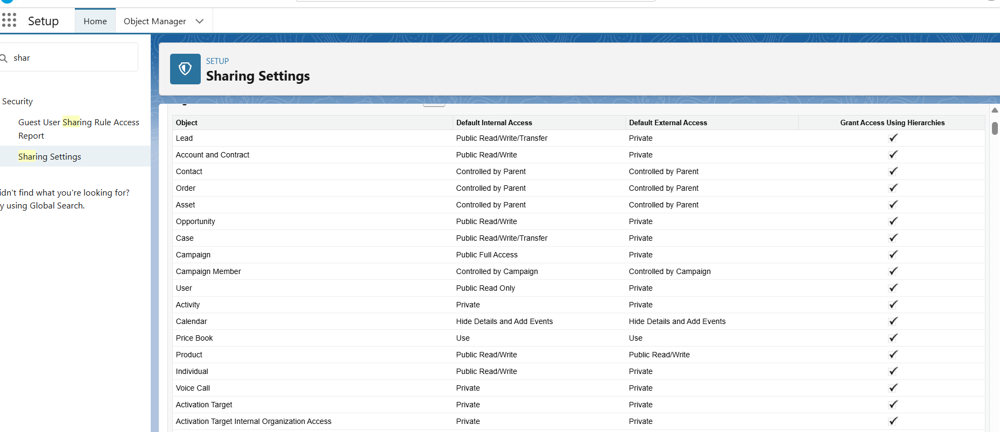 Setup
Home
Object Manager
shar
Security
Guest User Sharing Rule Access
Report
Sharing Settings
idn't find what you're looking for?
y using Global Search.
SETUP
Sharing Settings
Object Default Internal Access Default External Access Grant Access Using Hierarchies
Lead Public Read/Write/Transfer Private
Account and Contract Public Read/Write Private
Contact Controlled by Parent Controlled by Parent
Order Controlled by Parent Controlled by Parent
Asset Controlled by Parent Controlled by Parent
Opportunity Public Read/Write Private
Case Public Read/Write/Transfer Private
Campaign Public Full Access Private
Campaign Member Controlled by Campaign Controlled by Campaign
User Public Read Only Private
Activity Private Private
Calendar Hide Details and Add Events Hide Details and Add Events
Price Book Use Use
Product Public Read/Write Public Read/Write
Individual Public Read/Write Private
Voice Call Private Private
Activation Target Private Private
Activation Target Internal Organization Access Private Private